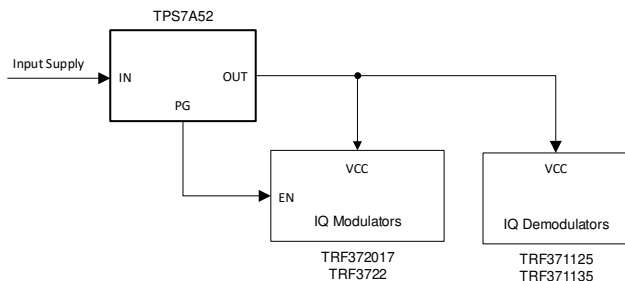 TPS7A52
Input Supply
IN
OUT
PG
VCC
EN
IQ Modulators
VCC
IQ Demodulators
TRF372017
TRF3722
TRF371125
TRF371135